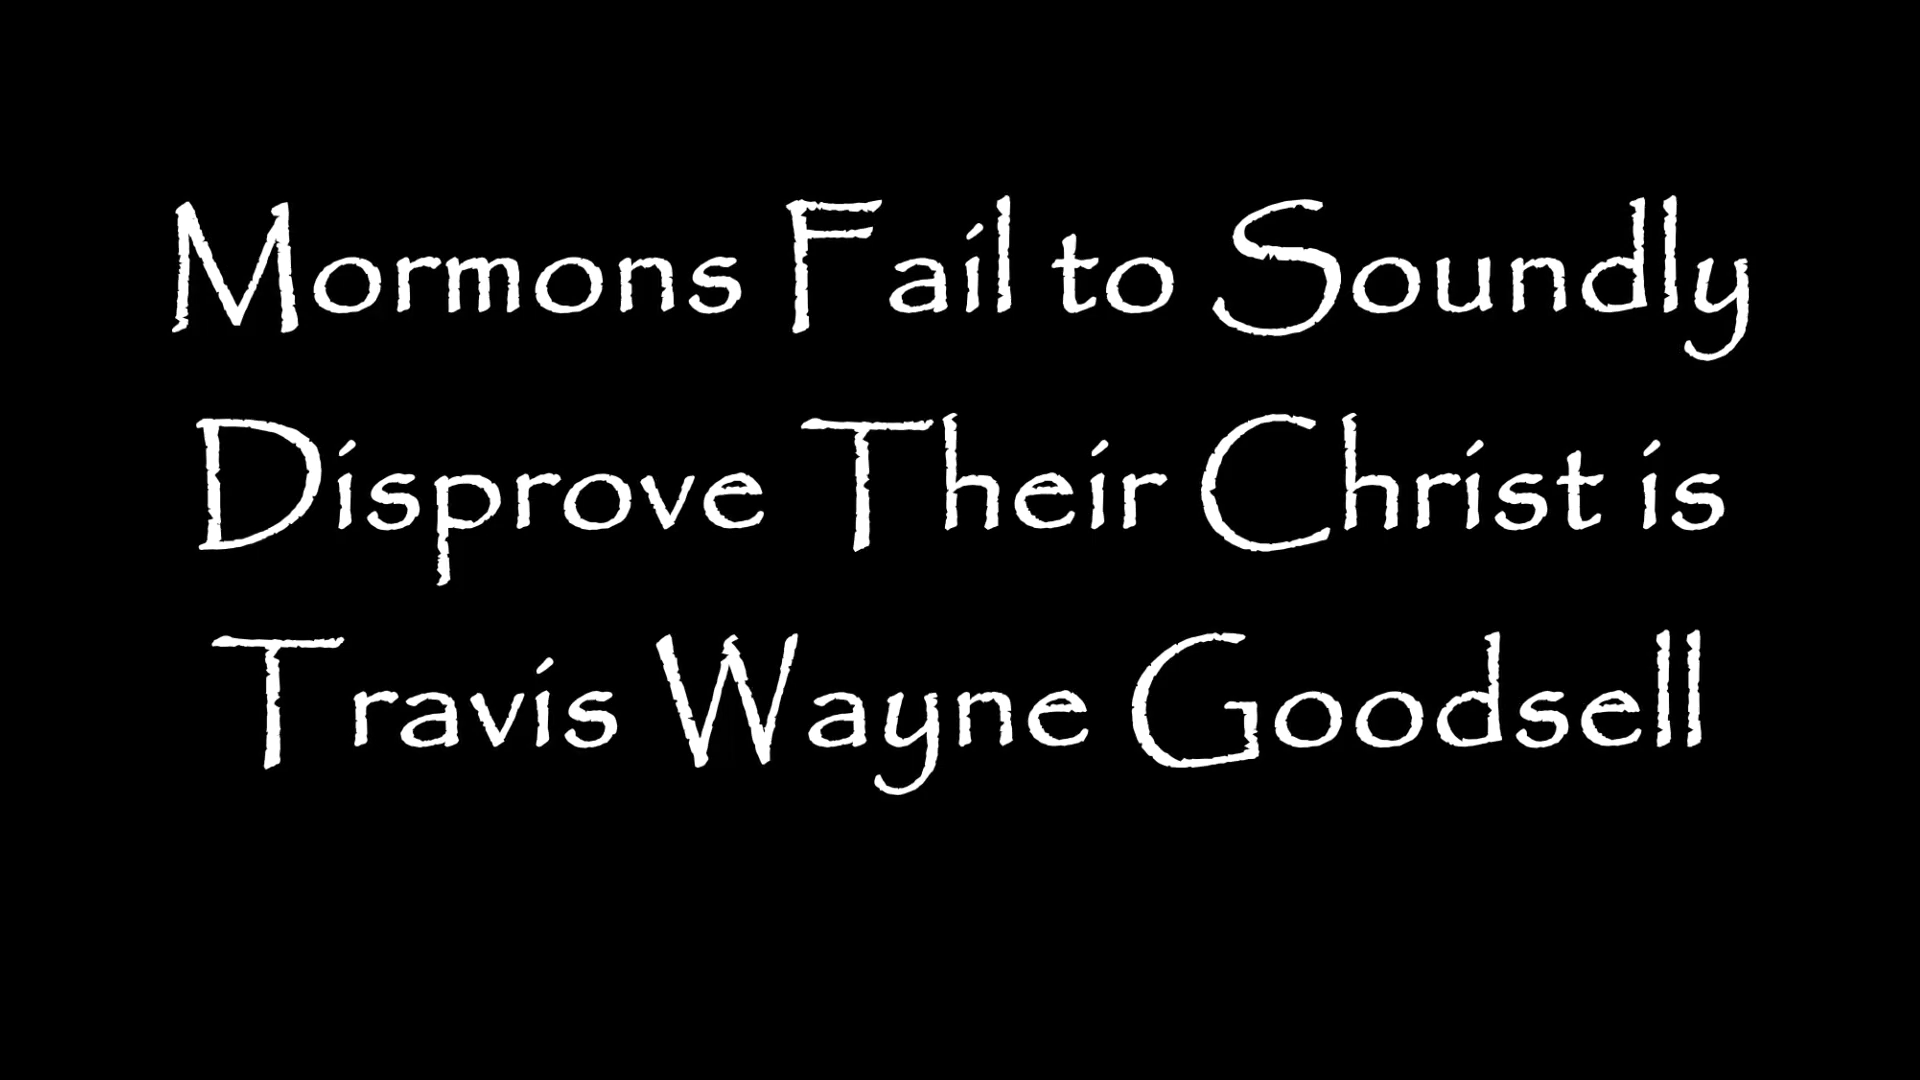 Mormons Fail to Soundly
Disprove Their Christ is
Travis Wayne Goodsell